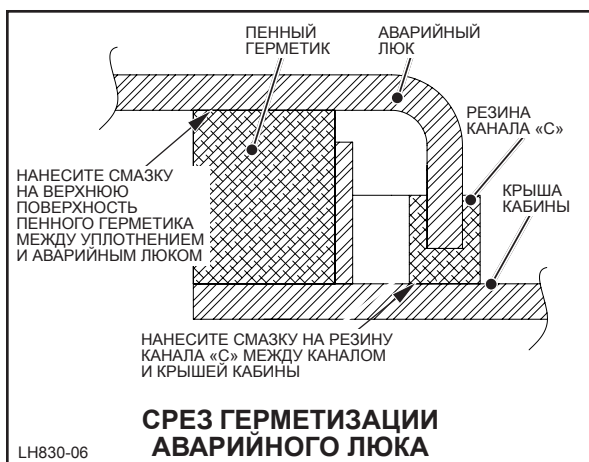 ПЕННЫЙ
ГЕРМЕТИК
АВАРИЙНЫЙ
ЛЮК
РЕЗИНА
КАНАЛА «С»
КРЫША
КАБИНЫ
НАНЕСИТЕ СМАЗКУ
НА ВЕРХНЮЮ
ПОВЕРХНОСТЬ
ПЕННОГО ГЕРМЕТИКА
МЕЖДУ УПЛОТНЕНИЕМ
И АВАРИЙНЫМ ЛЮКОМ
НАНЕСИТЕ СМАЗКУ НА РЕЗИНУ
КАНАЛА «С» МЕЖДУ КАНАЛОМ
И КРЫШЕЙ КАБИНЫ
СРЕЗ ГЕРМЕТИЗАЦИИ
АВАРИЙНОГО ЛЮКА
LH830-06